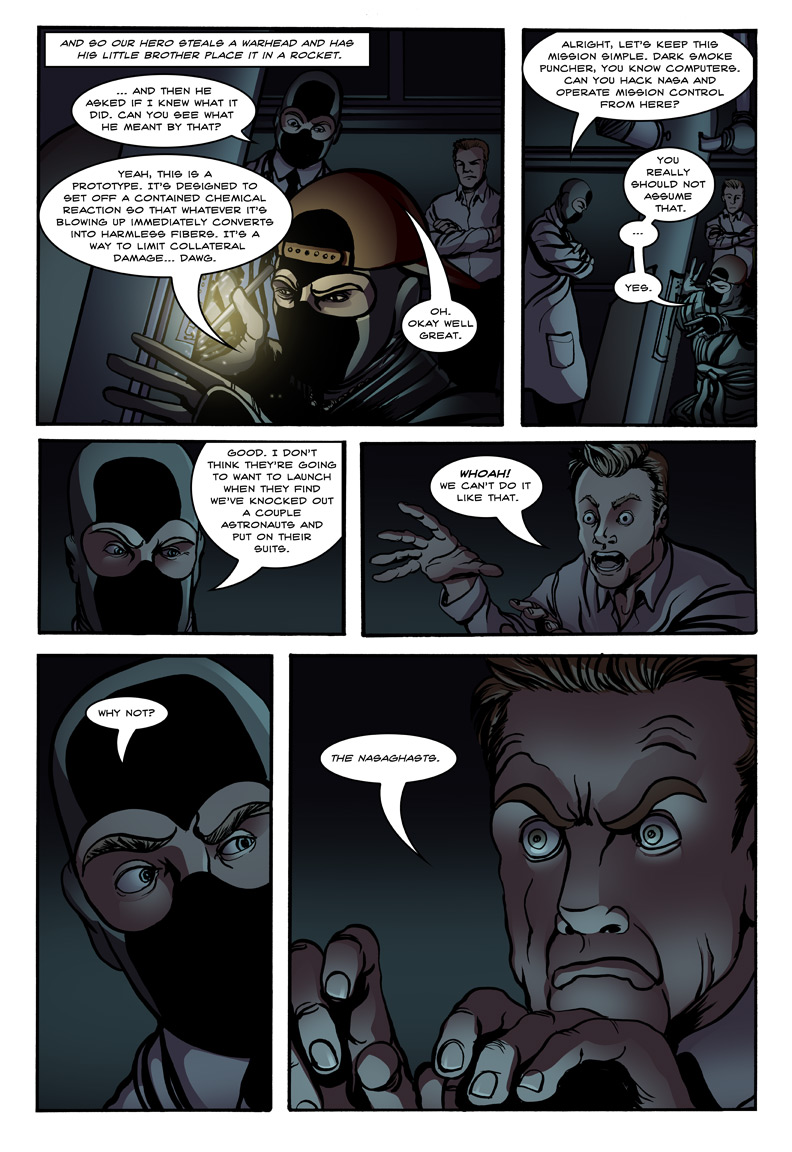 AND SO OUR HERO STEALS A WARHEAD AND HAS
HIS LITTLE BROTHER PLACE IT IN A ROCKET.
... AND THEN HE
ASKED IF I KNEW WHAT IT
DID. CAN YOU SEE WHAT
HE MEANT BY THAT?
YEAH, THIS IS A
PROTOTYPE. IT'S DESIGNED TO
SET OFF A CONTAINED CHEMICAL
REACTION SO THAT WHATEVER IT'S
BLOWING UP IMMEDIATELY CONVERTS
INTO HARMLESS FIBERS. IT'S A
WAY TO LIMIT COLLATERAL
DAMAGE... DAWG.
OH.
OKAY WELL
GREAT.
ALRIGHT, LET'S KEEP THIS
MISSION SIMPLE. DARK SMOKE
PUNCHER, YOU KNOW COMPUTERS.
CAN YOU HACK NASA AND
OPERATE MISSION CONTROL
FROM HERE?
YOU
REALLY
SHOULD NOT
ASSUME
THAT.
...
YES.
GOOD. I DON'T
THINK THEY'RE GOING
TO WANT TO LAUNCH
WHEN THEY FIND
WE'VE KNOCKED OUT
A COUPLE
ASTRONAUTS AND
PUT ON THEIR
SUITS.
WHOAH!
WE CAN'T DO IT
LIKE THAT.
WHY NOT?
THE NASAGHASTS.